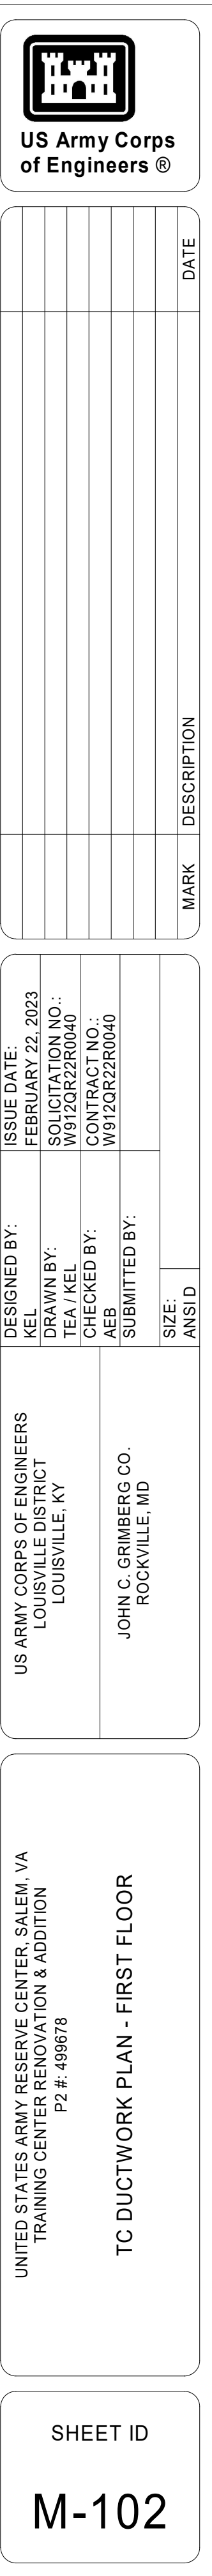 US Army Corps
of Engineers ®
DATE
DESCRIPTION
MARK
DESIGNED BY:
KEL
ISSUE DATE:
FEBRUARY 22, 2023
DRAWN BY:
TEA / KEL
SOLICITATION NO.:
W912QR22R0040
CHECKED BY:
AEB
CONTRACT NO.:
W912QR22R0040
SUBMITTED BY:
SIZE:
ANSI D
US ARMY CORPS OF ENGINEERS
LOUISVILLE DISTRICT
LOUISVILLE, KY
JOHN C. GRIMBERG CO.
ROCKVILLE, MD
UNITED STATES ARMY RESERVE CENTER, SALEM, VA
TRAINING CENTER RENOVATION & ADDITION
P2 #: 499678
TC DUCTWORK PLAN - FIRST FLOOR
SHEET ID
M-102